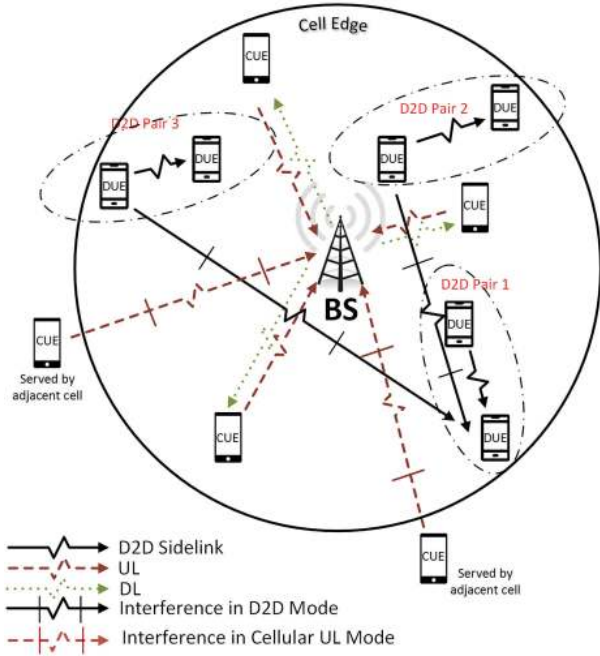 Cell Edge
CUE
D2D Pair 2
DUE
D2D Pair 3
DUE
DUE
DUE
CUE
D2D Pair 1
BS
DUE
CUE
Served by
adjacent cell
CUE
DUE
CUE
Served by
adjacent cell
D2D Sidelink
UL
DL
Interference in D2D Mode
Interference in Cellular UL Mode